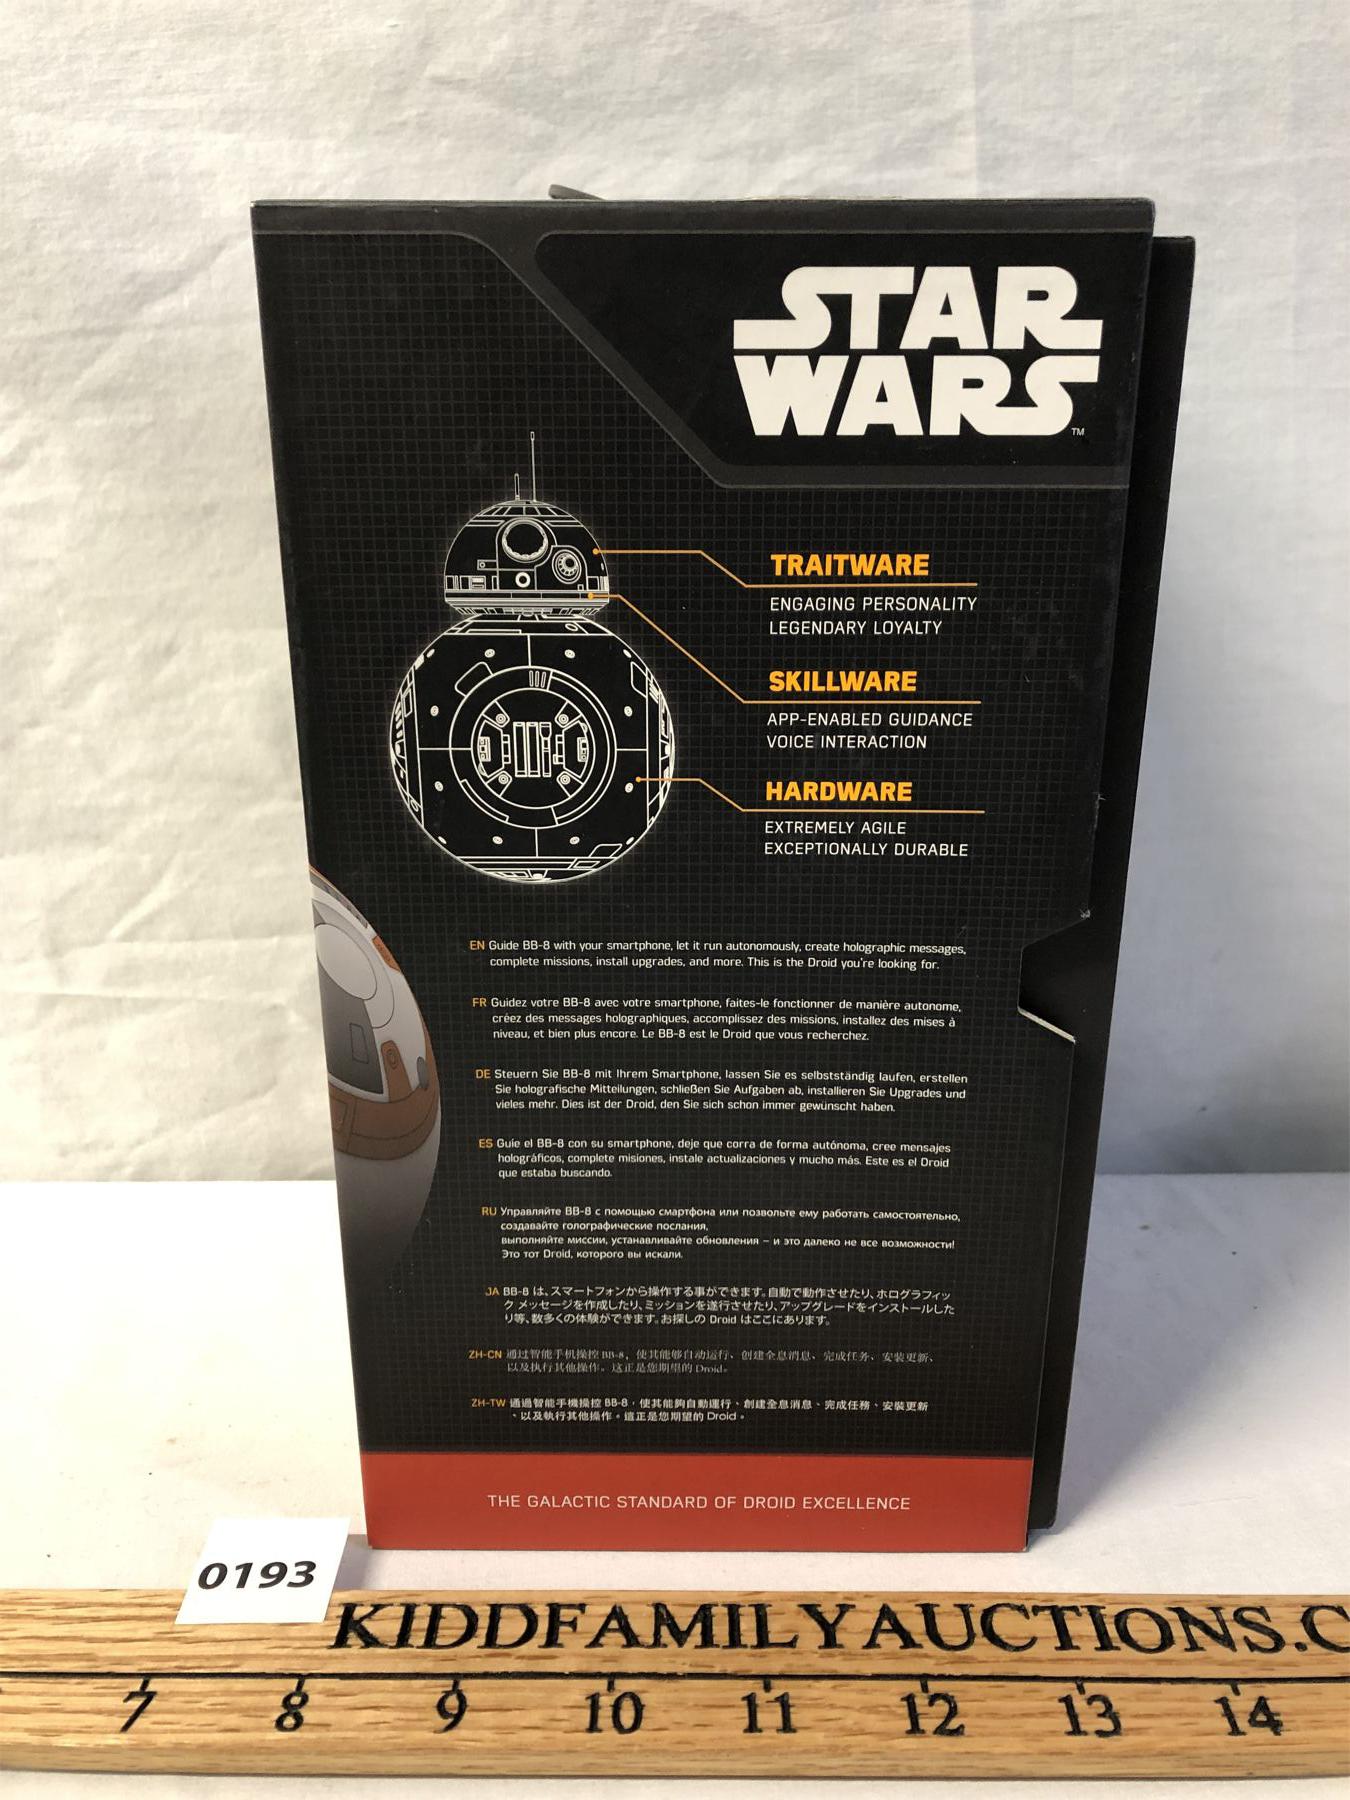 STAR
WARS
TM
TRAITWARE
ENGAGING PERSONALITY
LEGENDARY LOYALTY
SKILLWARE
APP-ENABLED GUIDANCE
VOICE INTERACTION
HARDWARE
EXTREMELY AGILE
EXCEPTIONALLY DURABLE
EN Guide BB-8 with your smartphone, let it run autonomously, create holographic messages,
complete missions, install upgrades, and more. This is the Droid you're looking for.
FR Guidez votre BB-8 avec votre smartphone, faites-le fonctionner de manière autonome,
créez des messages holographiques, accomplissez des missions, installez des mises à
niveau, et bien plus encore. Le BB-8 est le Droid que vous recherchez.
DE Steuern Sie BB-8 mit Ihrem Smartphone, lassen Sie es selbstständig laufen, erstellen
Sie holografische Mitteilungen, schließen Sie Aufgaben ab, installieren Sie Upgrades und
vieles mehr. Dies ist der Droid, den Sie sich schon immer gewünscht haben.
ES Guíe el BB-8 con su smartphone, deje que corra de forma autónoma, cree mensajes
holográficos, complete misiones, instale actualizaciones y mucho más. Este es el Droid
que estaba buscando.
RU Управляйте BB-8 с помощью смартфона или позвольте ему работать самостоятельно,
создавайте голографические послания,
выполняйте миссии, устанавливайте обновления – и это далеко не все возможности!
Это тот Droid, которого вы искали.
JA BB-8 は、スマートフォンから操作する事ができます。自動で動作させたり、ホログラフィッ
ク メッセージを作成したり、ミッションを遂行させたり、アップグレードをインストールした
り等、数多くの体験ができます。お探しの Droid はここにあります。
ZH-CN 通过智能手机操控 BB-8，使其能够自动运行、创建全息消息、完成任务、安装更新、
以及执行其他操作。这正是您期望的 Droid。
ZH-TW 通過智能手機操控 BB-8，使其能夠自動運行、創建全息消息、完成任務、安裝更新
、以及執行其他操作。這正是您期望的 Droid。
THE GALACTIC STANDARD OF DROID EXCELLENCE
0193
KIDDFAMILYAUCTIONS.C
7 8 9 10 11 12 13 14